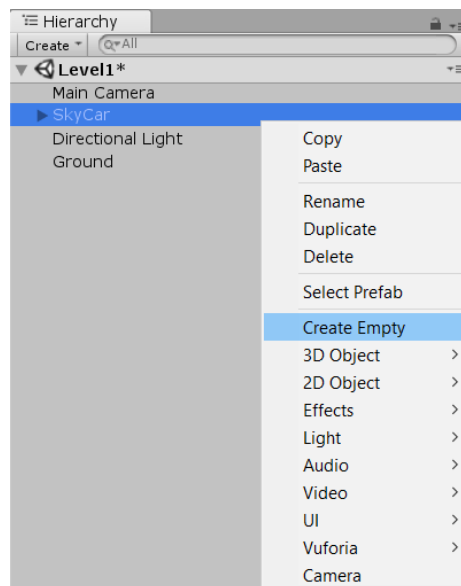 Hierarchy
Create
All
Level1*
Main Camera
SkyCar
Directional Light
Ground
Copy
Paste
Rename
Duplicate
Delete
Select Prefab
Create Empty
3D Object
2D Object
Effects
Light
Audio
Video
UI
Vuforia
Camera